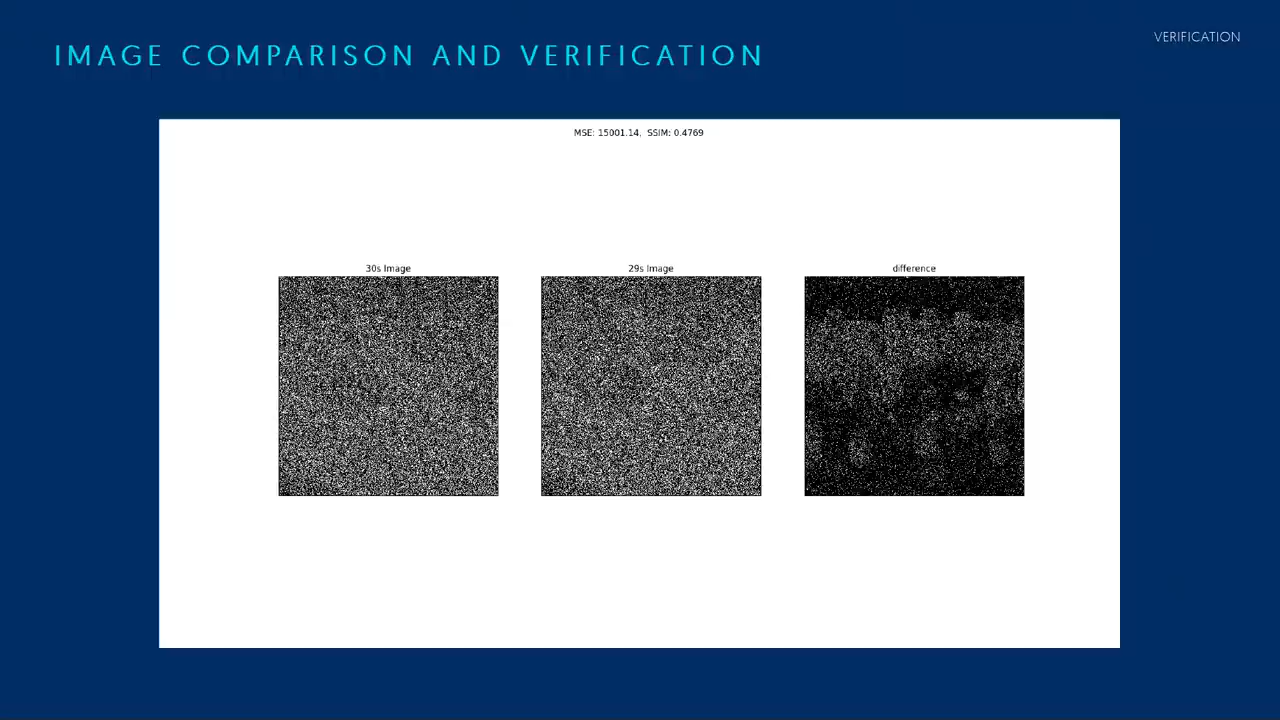 IMAGE COMPARISON AND VERIFICATION
VERIFICATION
MSE: 15001.14, SSIM: 0.4769
30s Image
29s Image
difference